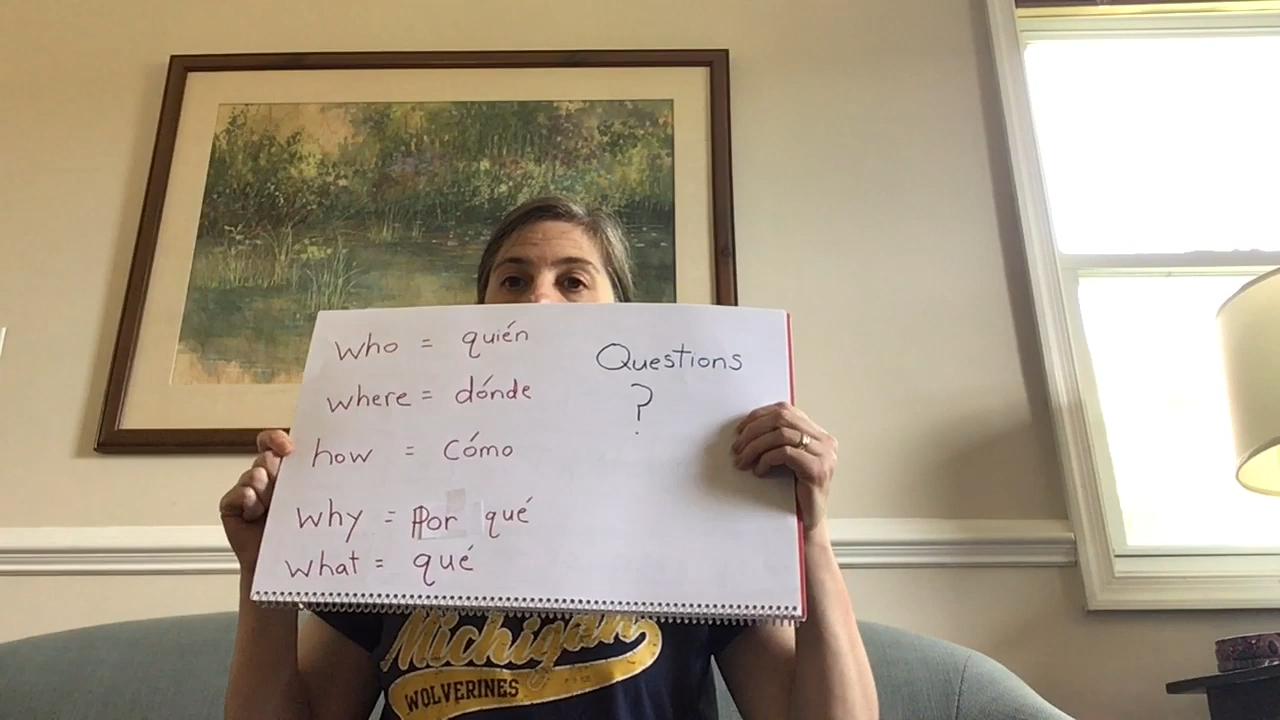 who = quién
where = dónde
how = cómo
why = Por qué
what = qué
Questions
?
Michigan
WOLVERINES